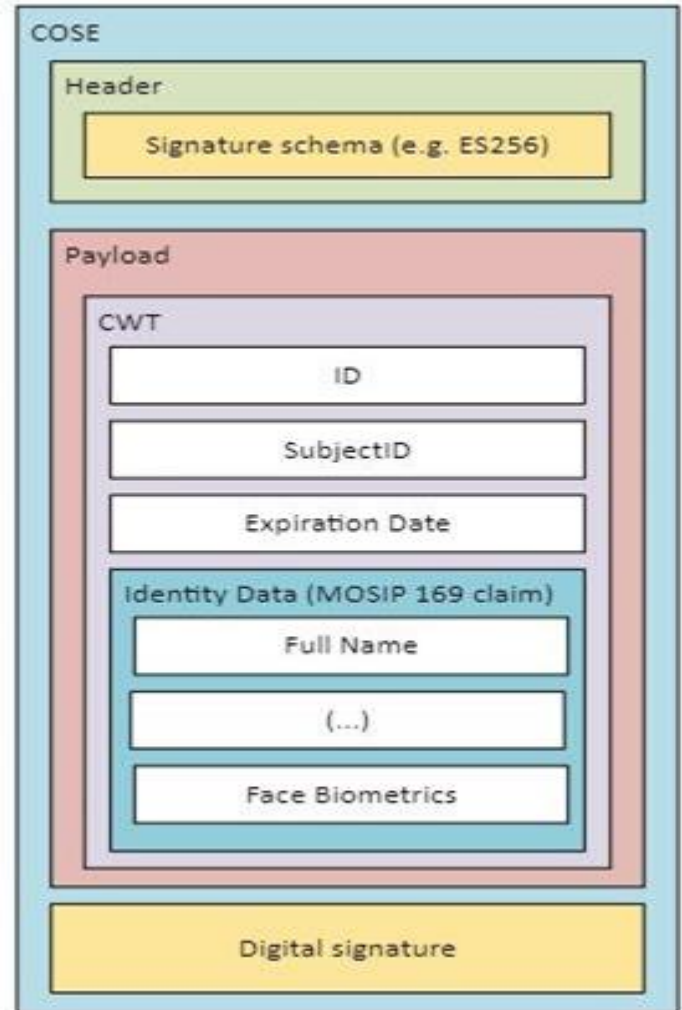 COSE
Header
Signature schema (e.g. ES256)
Payload
CWT
ID
SubjectID
Expiration Date
Identity Data (MOSIP 169 claim)
Full Name
(...)
Face Biometrics
Digital signature